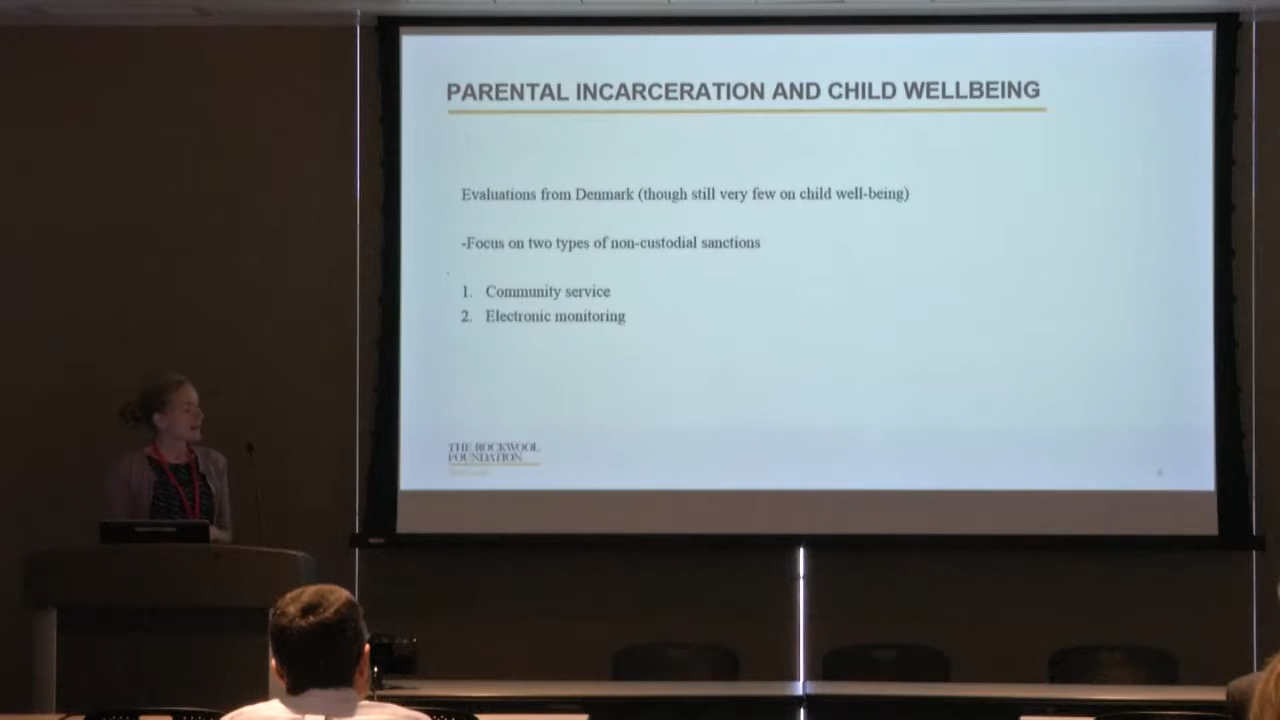 PARENTAL INCARCERATION AND CHILD WELLBEING
Evaluations from Denmark (though still very few on child well-being)
-Focus on two types of non-custodial sanctions
1. Community service
2. Electronic monitoring
THE ROCKWOOL
FOUNDATION